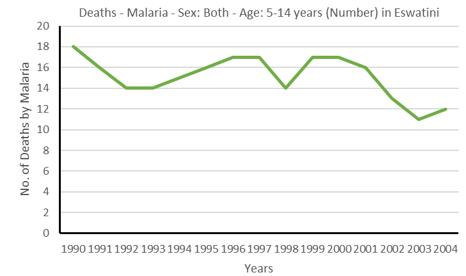 Deaths - Malaria - Sex: Both - Age: 5-14 years (Number) in Eswatini
No. of Deaths by Malaria
20
18
16
14
12
10
8
6
4
2
0
1990 1991 1992 1993 1994 1995 1996 1997 1998 1999 2000 2001 2002 2003 2004
Years